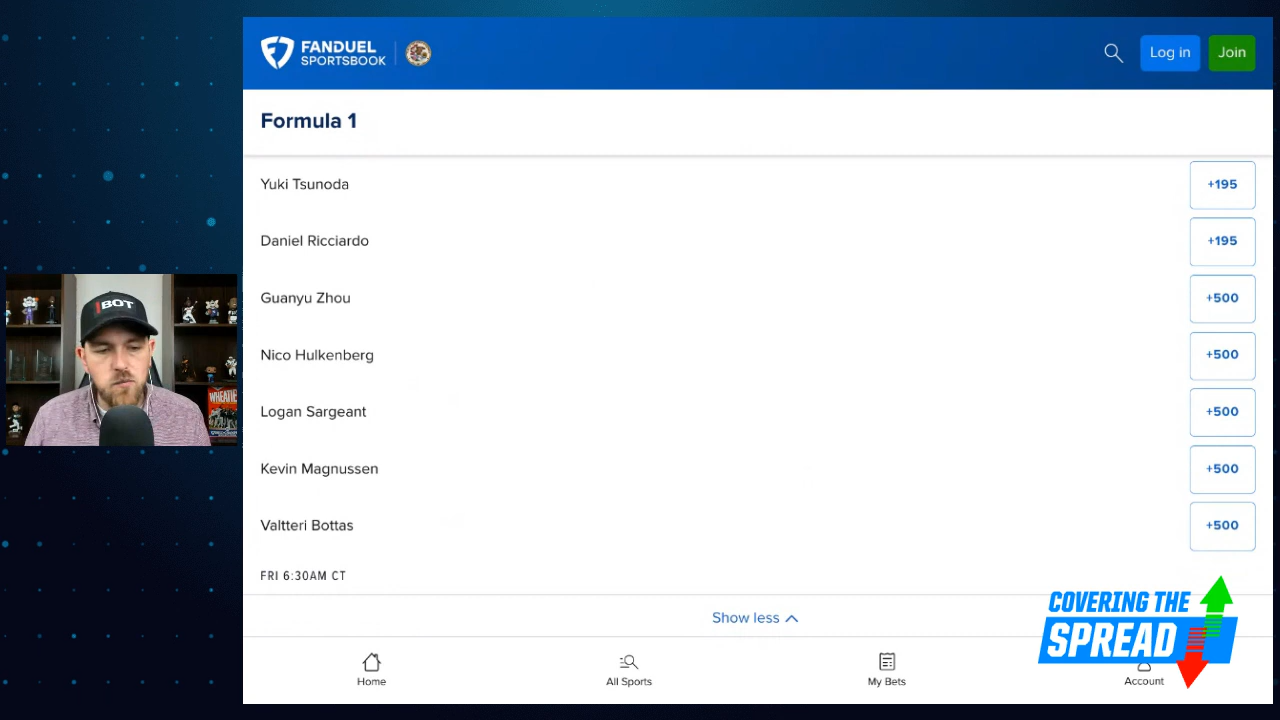 FANDUEL
SPORTSBOOK
Log in
Join
Formula 1
Yuki Tsunoda
+195
Daniel Ricciardo
+195
Guanyu Zhou
+500
Nico Hulkenberg
+500
Logan Sargeant
+500
Kevin Magnussen
+500
Valtteri Bottas
+500
FRI 6:30AM CT
Show less
Home
All Sports
My Bets
Account
COVERING THE
SPREAD
BOT
WHEATIES